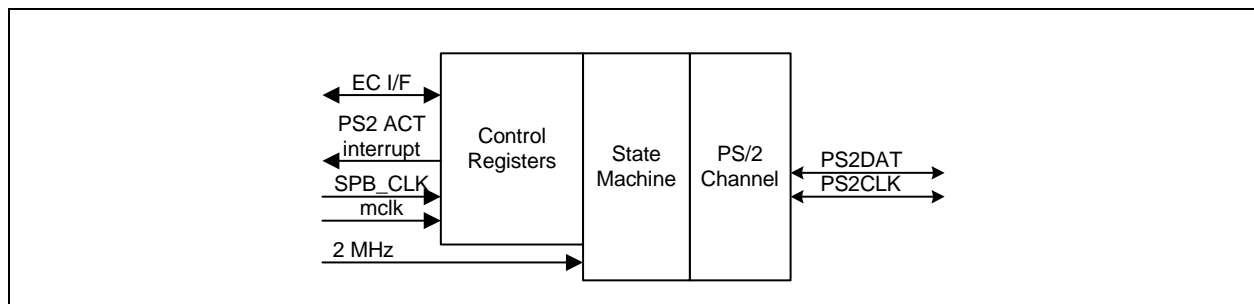 EC I/F
PS2 ACT
interrupt
SPB_CLK
mclk
2 MHz
Control
Registers
State
Machine
PS/2
Channel
PS2DAT
PS2CLK